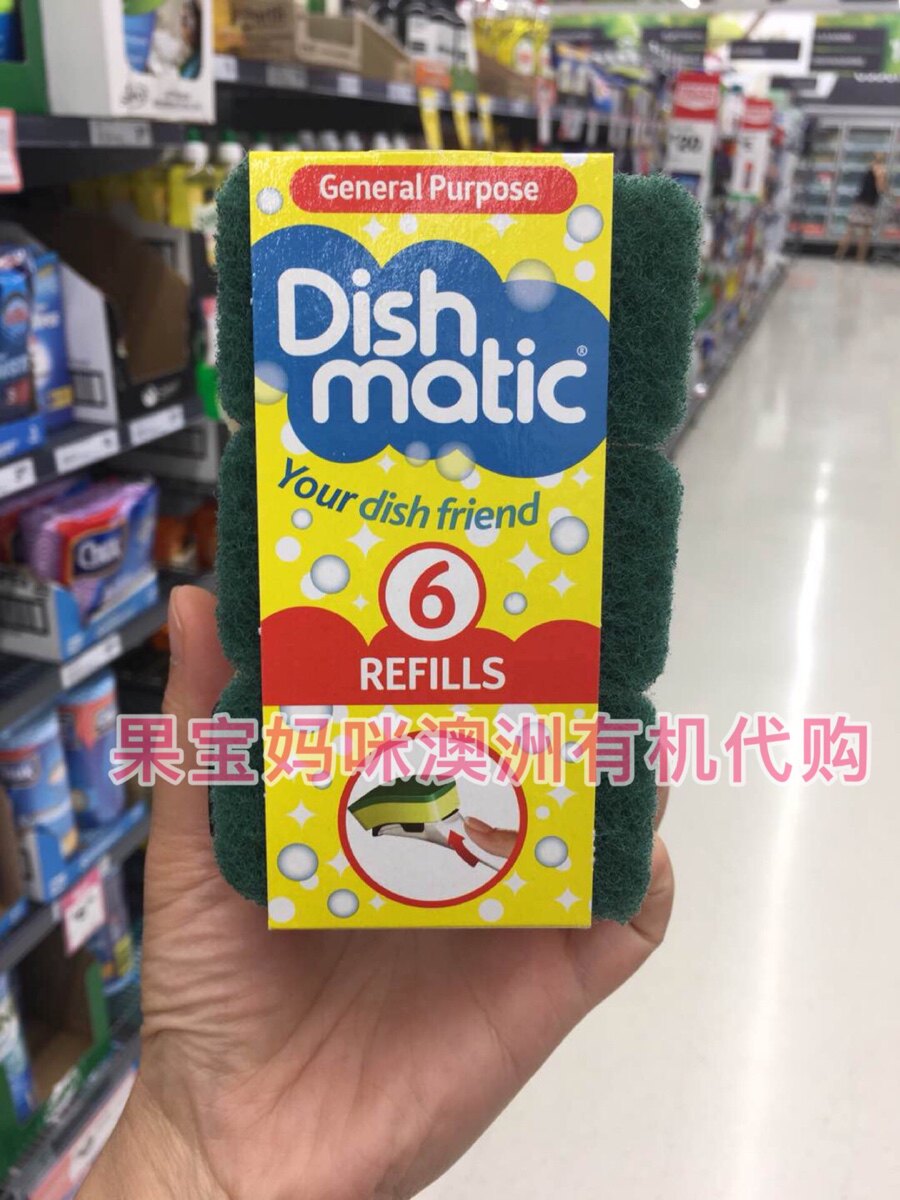 General Purpose
Dish
matic®
Your dish friend
6
REFILLS
果宝妈咪澳洲有机代购
Chux